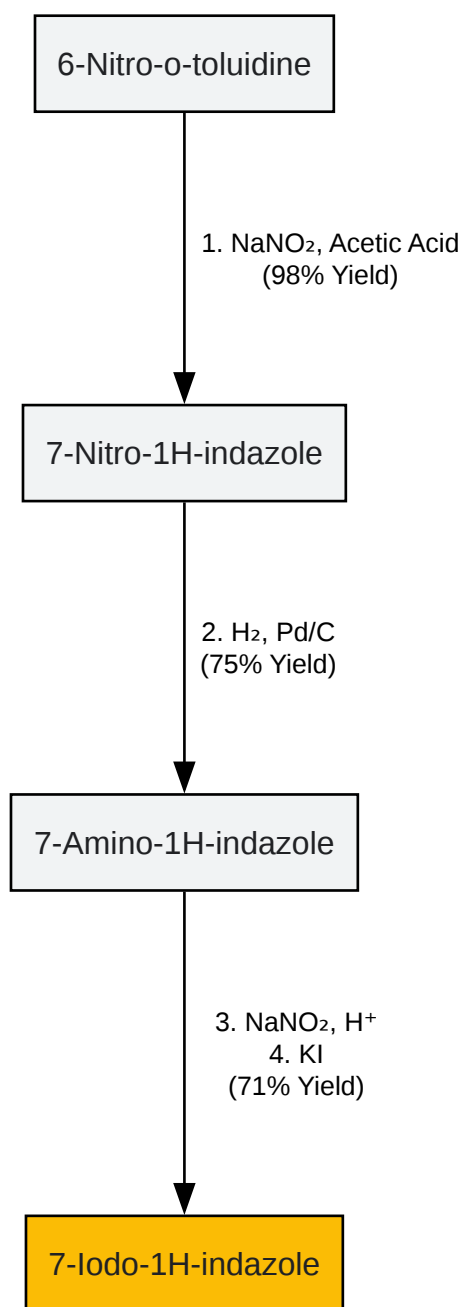 6-Nitro-o-toluidine
1. NaNO₂, Acetic Acid
(98% Yield)
7-Nitro-1H-indazole
2. H₂, Pd/C
(75% Yield)
7-Amino-1H-indazole
3. NaNO₂, H⁺
4. KI
(71% Yield)
7-Iodo-1H-indazole